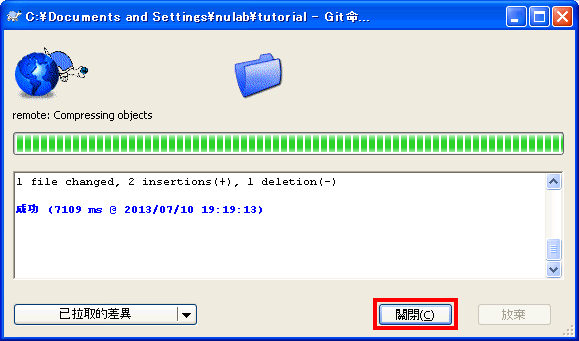 C:¥Documents and Settings¥nulab¥tutorial - Git命...
remote: Compressing objects
1 file changed, 2 insertions(+), 1 deletion(-)
成功 (7109 ms @ 2013/07/10 19:19:13)
已拉取的差異
關閉(C)
放棄